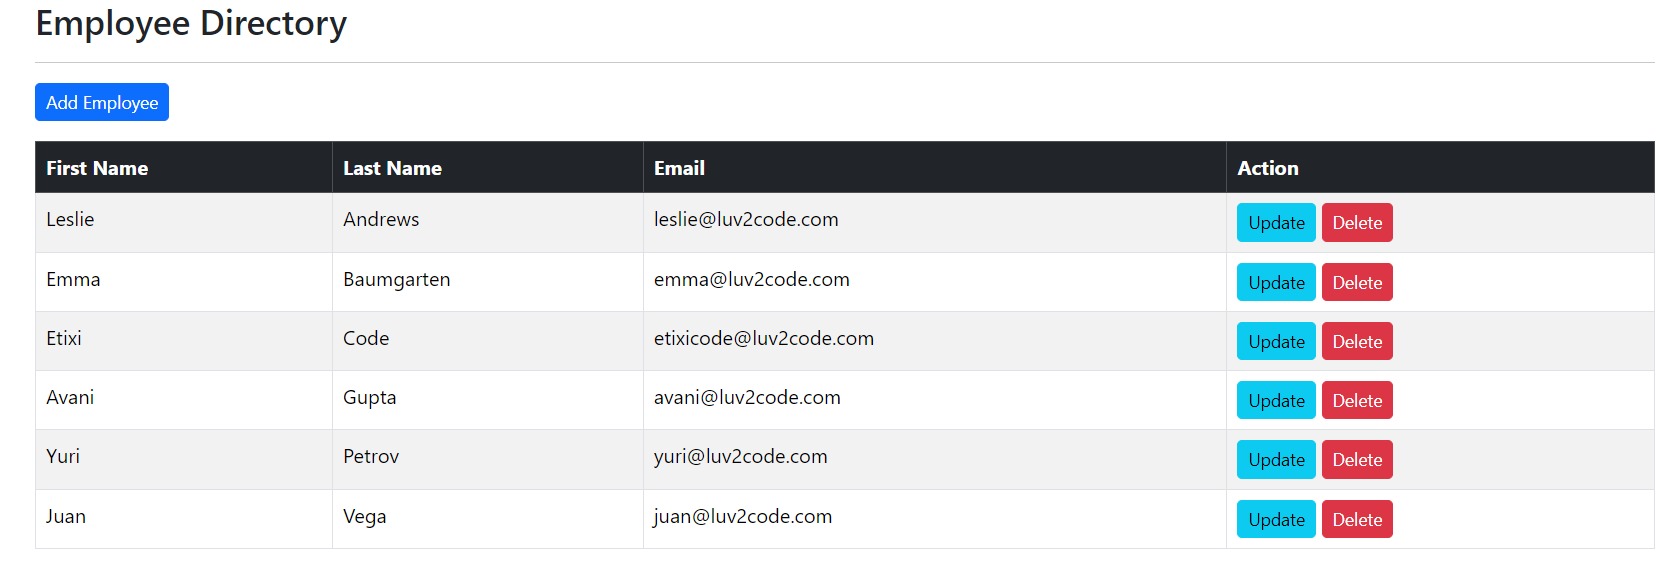 Employee Directory
Add Employee
First Name Last Name Email Action
Leslie Andrews leslie@luv2code.com Update Delete
Emma Baumgarten emma@luv2code.com Update Delete
Etixi Code etixicode@luv2code.com Update Delete
Avani Gupta avani@luv2code.com Update Delete
Yuri Petrov yuri@luv2code.com Update Delete
Juan Vega juan@luv2code.com Update Delete